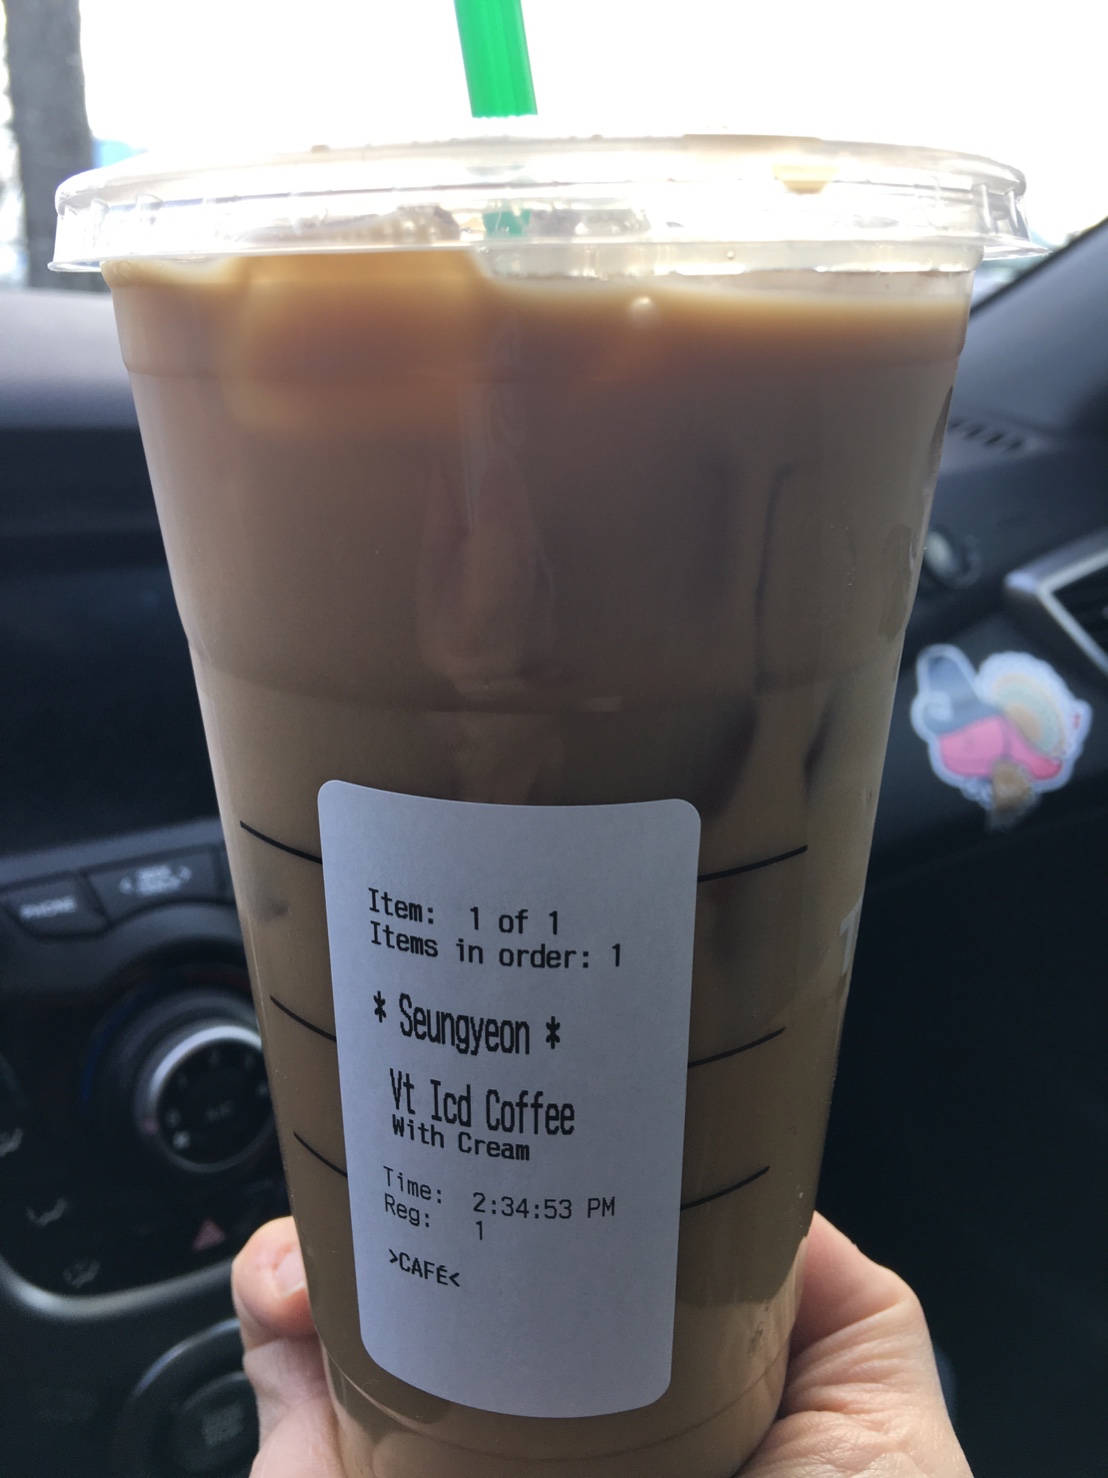 Item: 1 of 1
Items in order: 1
* Seungyeon *
Vt Icd Coffee
With Cream
Time: 2:34:53 PM
Reg: 1
>CAFÉ<
PHONE